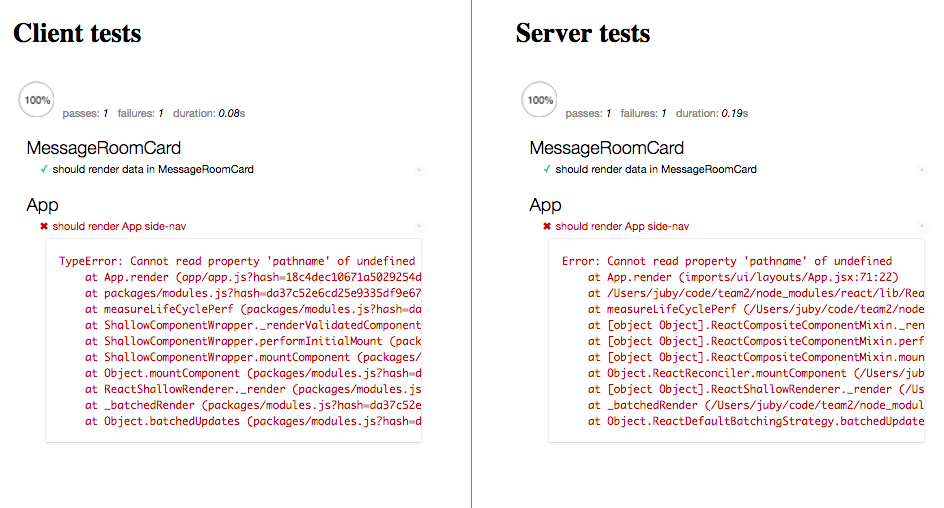 Client tests
100%
passes: 1 failures: 1 duration: 0.08s
MessageRoomCard
✓ should render data in MessageRoomCard
App
✖ should render App side-nav
TypeError: Cannot read property 'pathname' of undefined
at App.render (app/app.js?hash=18c4dec10671a5029254d
at packages/modules.js?hash=da37c52e6cd25e9335df9e67
at measureLifeCyclePerf (packages/modules.js?hash=da
at ShallowComponentWrapper._renderValidatedComponent
at ShallowComponentWrapper.performInitialMount (pack
at ShallowComponentWrapper.mountComponent (packages/
at Object.mountComponent (packages/modules.js?hash=d
at ReactShallowRenderer._render (packages/modules.js
at _batchedRender (packages/modules.js?hash=da37c52e
at Object.batchedUpdates (packages/modules.js?hash=d
Server tests
100%
passes: 1 failures: 1 duration: 0.19s
MessageRoomCard
✓ should render data in MessageRoomCard
App
✖ should render App side-nav
Error: Cannot read property 'pathname' of undefined
at App.render (imports/ui/layouts/App.jsx:71:22)
at /Users/juby/code/team2/node_modules/react/lib/Rea
at measureLifeCyclePerf (/Users/juby/code/team2/node
at [object Object].ReactCompositeComponentMixin._ren
at [object Object].ReactCompositeComponentMixin.perf
at [object Object].ReactCompositeComponentMixin.moun
at Object.ReactReconciler.mountComponent (/Users/jub
at [object Object].ReactShallowRenderer._render (/Us
at _batchedRender (/Users/juby/code/team2/node_modul
at Object.ReactDefaultBatchingStrategy.batchedUpdate